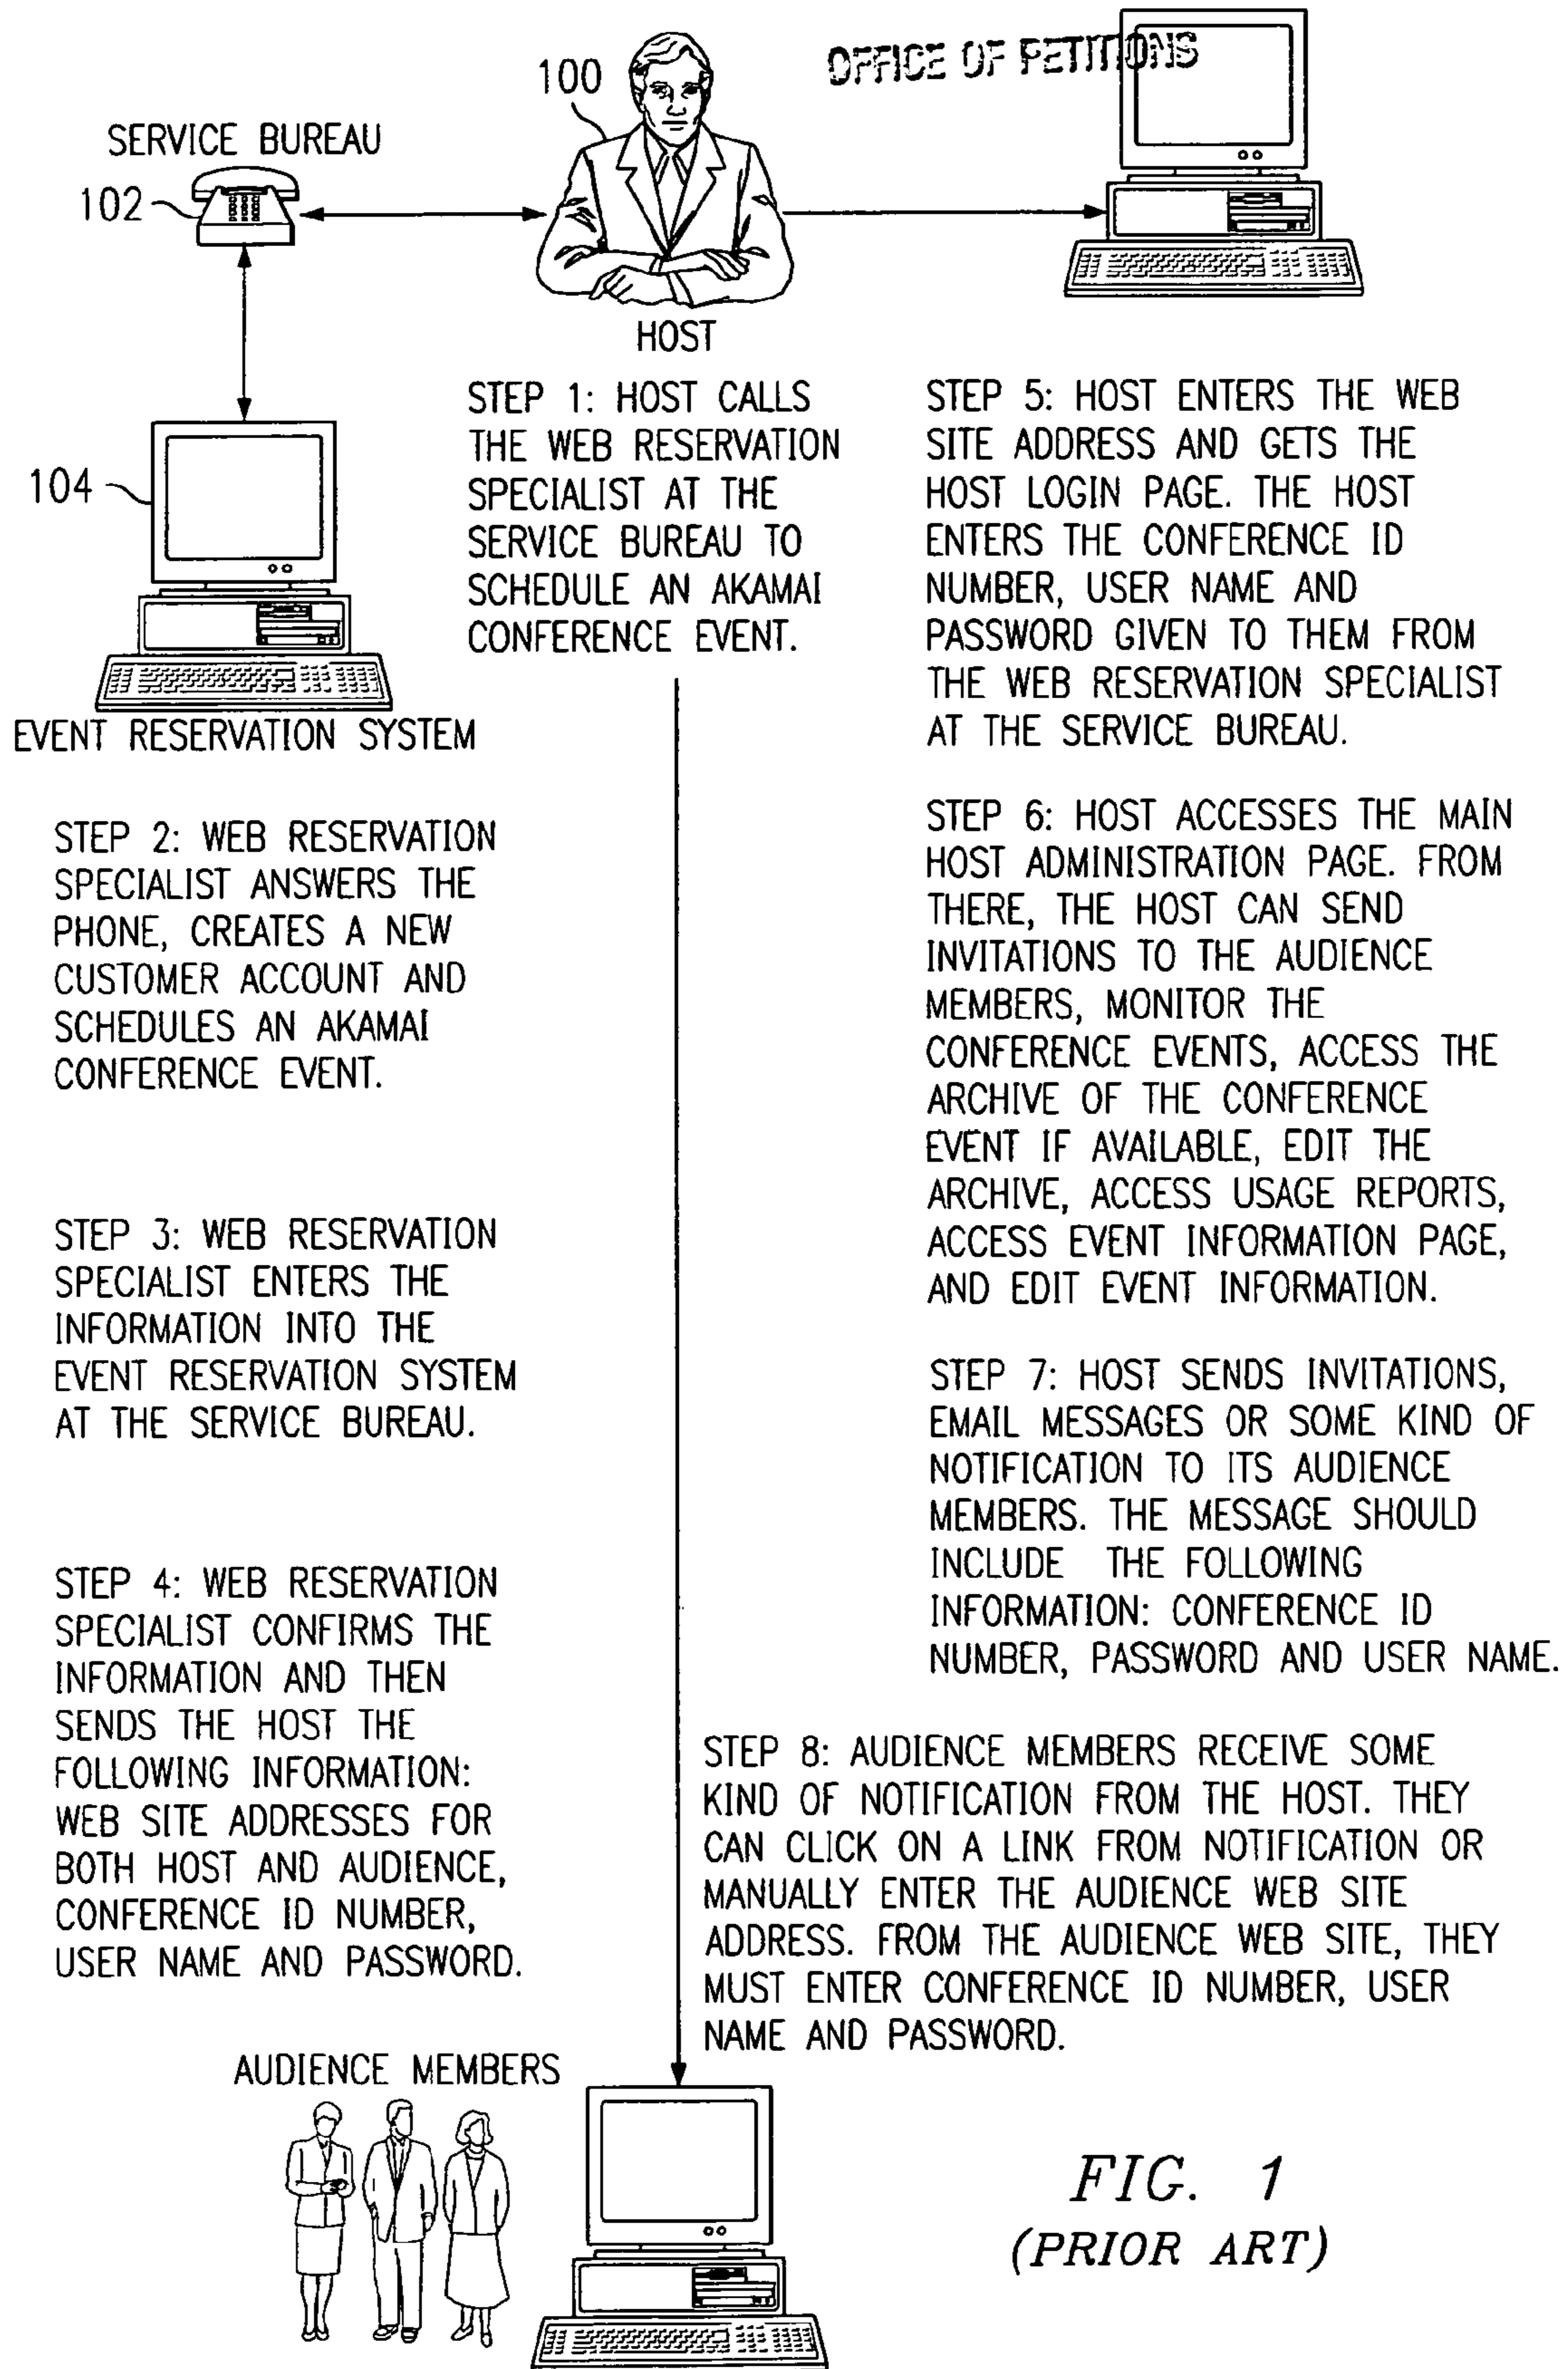 OFFICE OF PETITIONS
100
SERVICE BUREAU
102
HOST
104
EVENT RESERVATION SYSTEM
STEP 1: HOST CALLS
THE WEB RESERVATION
SPECIALIST AT THE
SERVICE BUREAU TO
SCHEDULE AN AKAMAI
CONFERENCE EVENT.
STEP 2: WEB RESERVATION
SPECIALIST ANSWERS THE
PHONE, CREATES A NEW
CUSTOMER ACCOUNT AND
SCHEDULES AN AKAMAI
CONFERENCE EVENT.
STEP 3: WEB RESERVATION
SPECIALIST ENTERS THE
INFORMATION INTO THE
EVENT RESERVATION SYSTEM
AT THE SERVICE BUREAU.
STEP 4: WEB RESERVATION
SPECIALIST CONFIRMS THE
INFORMATION AND THEN
SENDS THE HOST THE
FOLLOWING INFORMATION:
WEB SITE ADDRESSES FOR
BOTH HOST AND AUDIENCE,
CONFERENCE ID NUMBER,
USER NAME AND PASSWORD.
STEP 5: HOST ENTERS THE WEB
SITE ADDRESS AND GETS THE
HOST LOGIN PAGE. THE HOST
ENTERS THE CONFERENCE ID
NUMBER, USER NAME AND
PASSWORD GIVEN TO THEM FROM
THE WEB RESERVATION SPECIALIST
AT THE SERVICE BUREAU.
STEP 6: HOST ACCESSES THE MAIN
HOST ADMINISTRATION PAGE. FROM
THERE, THE HOST CAN SEND
INVITATIONS TO THE AUDIENCE
MEMBERS, MONITOR THE
CONFERENCE EVENTS, ACCESS THE
ARCHIVE OF THE CONFERENCE
EVENT IF AVAILABLE, EDIT THE
ARCHIVE, ACCESS USAGE REPORTS,
ACCESS EVENT INFORMATION PAGE,
AND EDIT EVENT INFORMATION.
STEP 7: HOST SENDS INVITATIONS,
EMAIL MESSAGES OR SOME KIND OF
NOTIFICATION TO ITS AUDIENCE
MEMBERS. THE MESSAGE SHOULD
INCLUDE THE FOLLOWING
INFORMATION: CONFERENCE ID
NUMBER, PASSWORD AND USER NAME.
STEP 8: AUDIENCE MEMBERS RECEIVE SOME
KIND OF NOTIFICATION FROM THE HOST. THEY
CAN CLICK ON A LINK FROM NOTIFICATION OR
MANUALLY ENTER THE AUDIENCE WEB SITE
ADDRESS. FROM THE AUDIENCE WEB SITE, THEY
MUST ENTER CONFERENCE ID NUMBER, USER
NAME AND PASSWORD.
AUDIENCE MEMBERS
FIG. 1
(PRIOR ART)